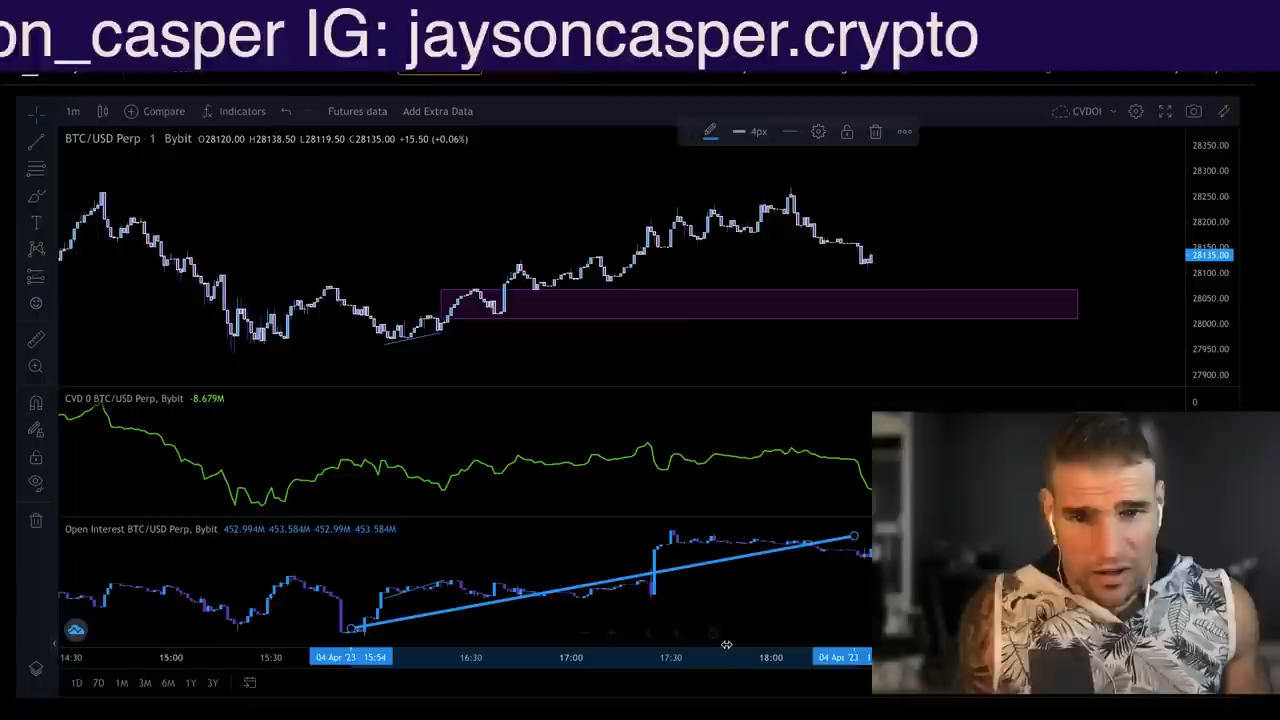 on_casper IG: jaysoncasper.crypto
1m Compare Indicators Futures data Add Extra Data CVDOI
4px
BTC/USD Perp · 1 Bybit O28120.00 H28138.50 L28119.50 C28135.00 +15.50 (+0.06%)
28350.00
28300.00
28250.00
28200.00
28150.00
28135.00
28100.00
28050.00
28000.00
27950.00
27900.00
CVD 0 BTC/USD Perp, Bybit -8.679M
0
Open Interest BTC/USD Perp, Bybit 452.994M 453.584M 452.99M 453.584M
14:30 15:00 15:30 04 Apr '23 15:54 16:30 17:00 17:30 18:00 04 Apr '23 1
1D 7D 1M 3M 6M 1Y 3Y